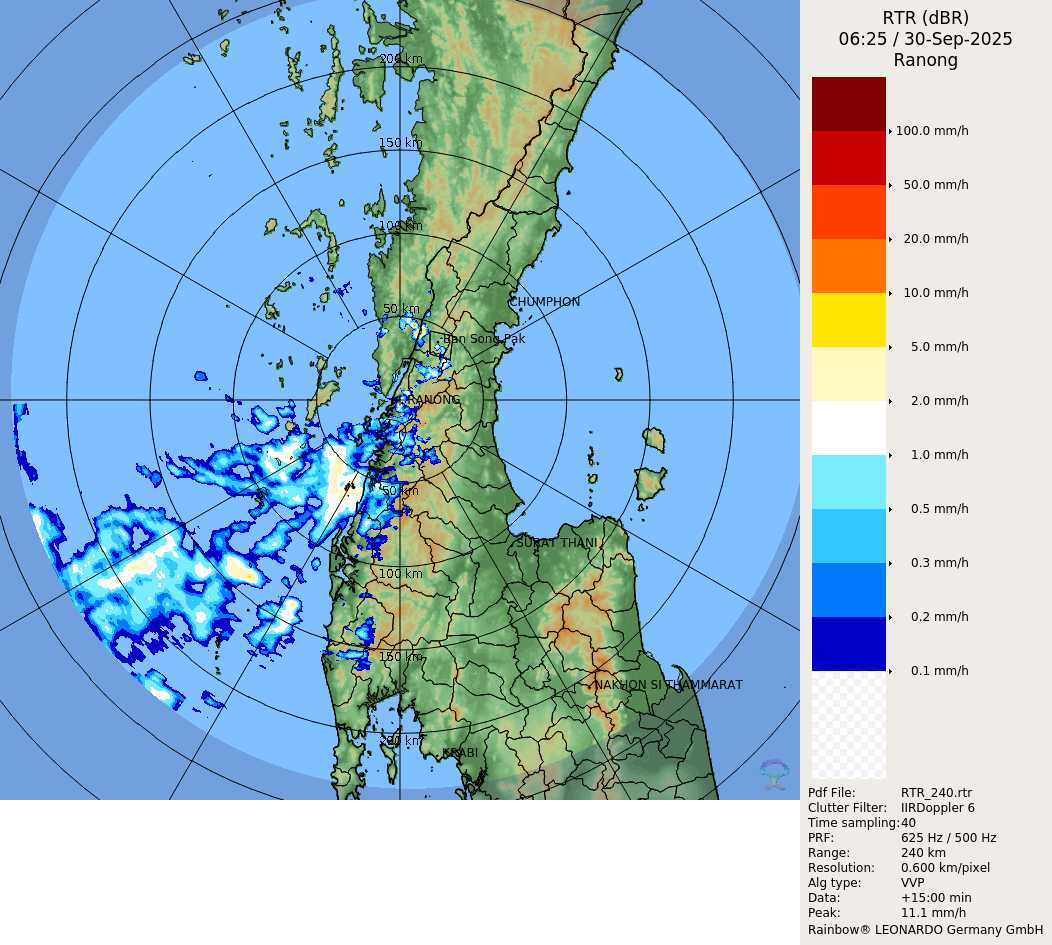 RTR (dBR)
06:25 / 30-Sep-2025
Ranong
200 km
150 km
100 km
50 km
CHUMPHON
Ban Song Pak
RANONG
50 km
SURAT THANI
100 km
150 km
NAKHON SI THAMMARAT
200 km
KRABI
100.0 mm/h
50.0 mm/h
20.0 mm/h
10.0 mm/h
5.0 mm/h
2.0 mm/h
1.0 mm/h
0.5 mm/h
0.3 mm/h
0.2 mm/h
0.1 mm/h
Pdf File: RTR_240.rtr
Clutter Filter: IIRDoppler 6
Time sampling:40
PRF: 625 Hz / 500 Hz
Range: 240 km
Resolution: 0.600 km/pixel
Alg type: VVP
Data: +15:00 min
Peak: 11.1 mm/h
Rainbow® LEONARDO Germany GmbH